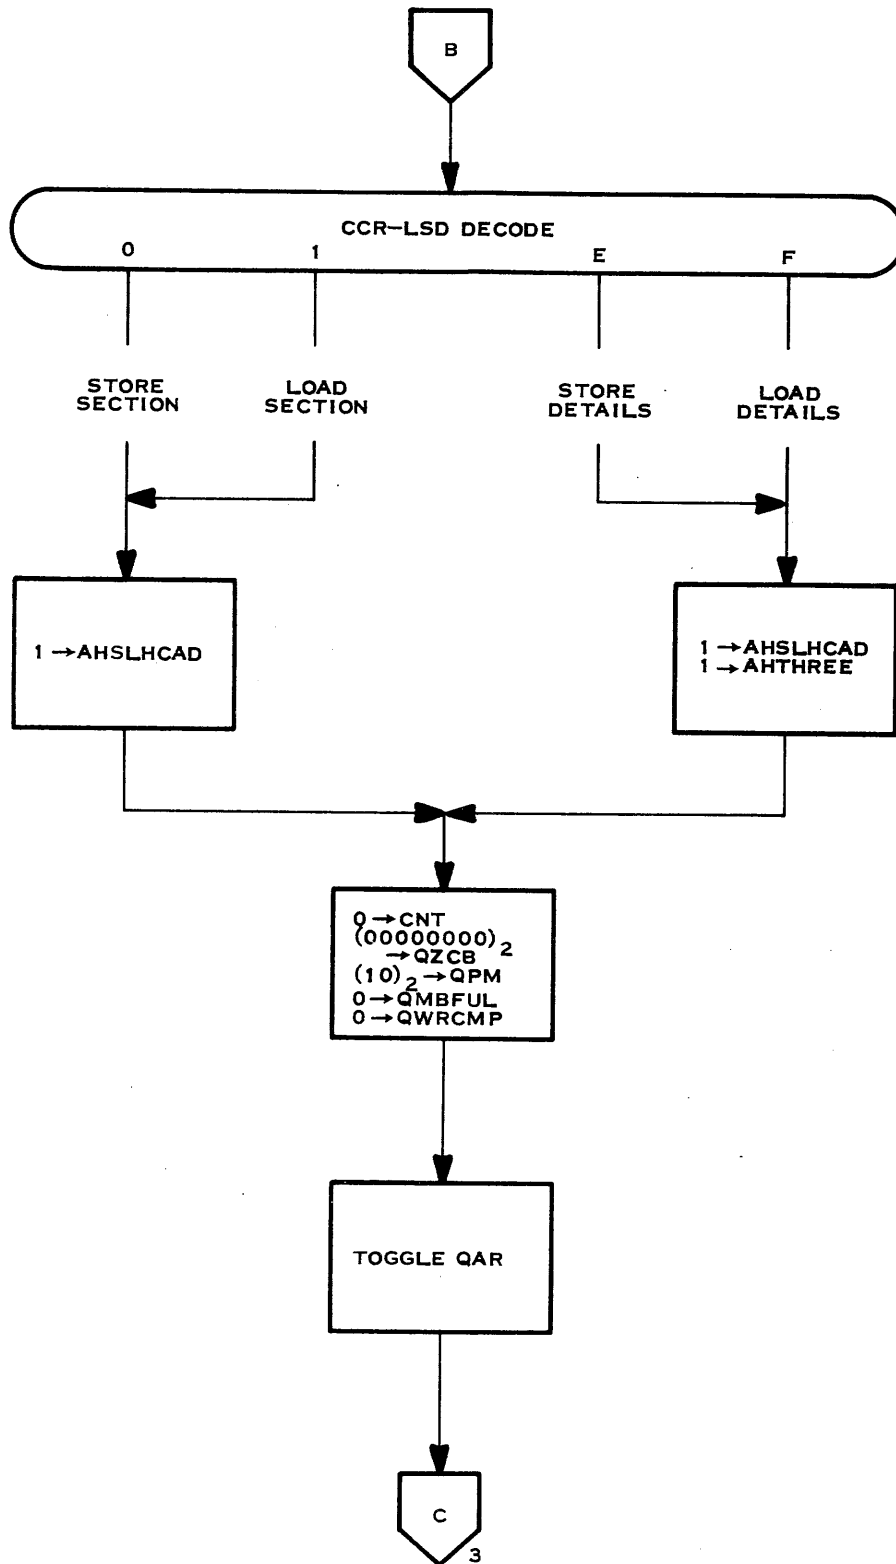 B
CCR-LSD DECODE
0 1 E F
STORE SECTION
LOAD SECTION
STORE DETAILS
LOAD DETAILS
1 → AHSLHCAD
1 → AHSLHCAD
1 → AHTHREE
0 → CNT
(00000000)₂
→ QZCB
(10)₂ → QPM
0 → QMBFUL
0 → QWRCMP
TOGGLE QAR
C
3